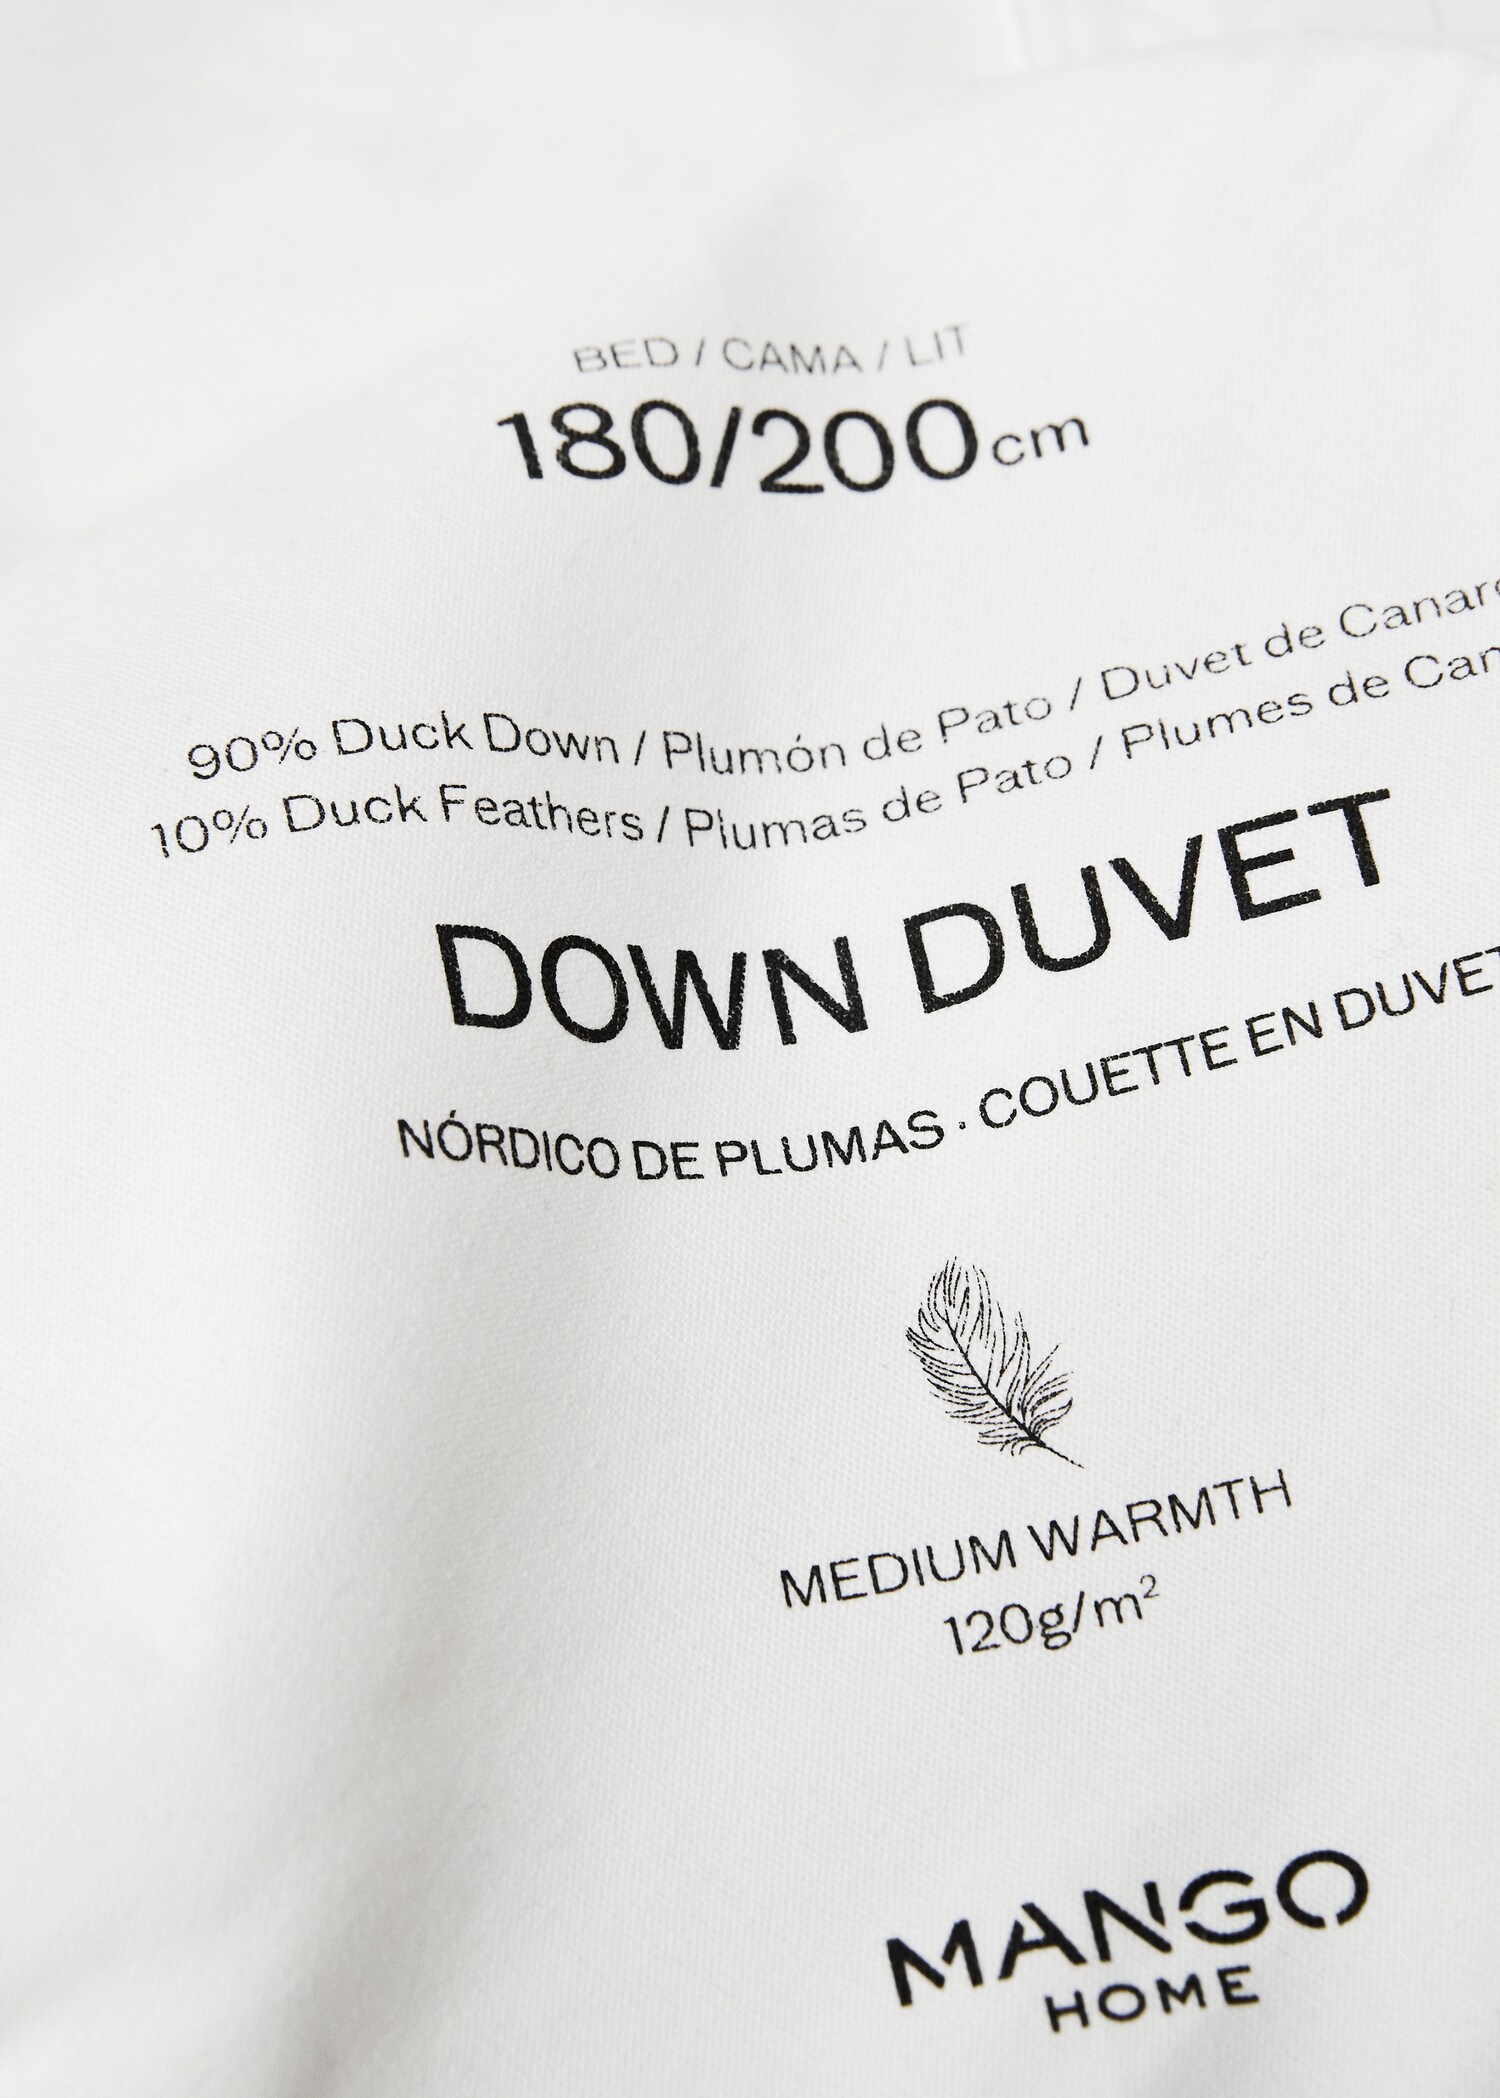 BED / CAMA / LIT
180/200cm
90% Duck Down / Plumón de Pato / Duvet de
10% Duck Feathers / Plumas de Pato / Plumes de
DOWN DUVET
NÓRDICO DE PLUMAS · COUETTE EN DUVET
MEDIUM WARMTH
120g/m²
MANGO
HOME